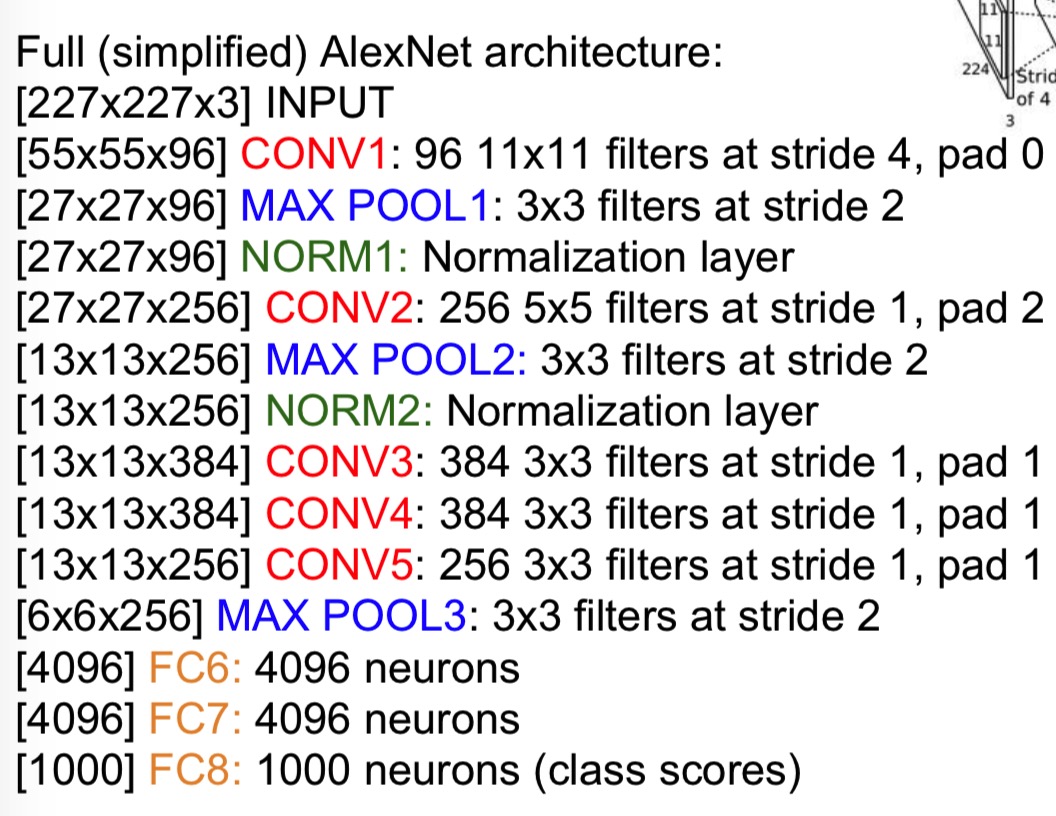 Full (simplified) AlexNet architecture:
[227x227x3] INPUT
[55x55x96] CONV1: 96 11x11 filters at stride 4, pad 0
[27x27x96] MAX POOL1: 3x3 filters at stride 2
[27x27x96] NORM1: Normalization layer
[27x27x256] CONV2: 256 5x5 filters at stride 1, pad 2
[13x13x256] MAX POOL2: 3x3 filters at stride 2
[13x13x256] NORM2: Normalization layer
[13x13x384] CONV3: 384 3x3 filters at stride 1, pad 1
[13x13x384] CONV4: 384 3x3 filters at stride 1, pad 1
[13x13x256] CONV5: 256 3x3 filters at stride 1, pad 1
[6x6x256] MAX POOL3: 3x3 filters at stride 2
[4096] FC6: 4096 neurons
[4096] FC7: 4096 neurons
[1000] FC8: 1000 neurons (class scores)
11
11
224
Strid
of 4
3